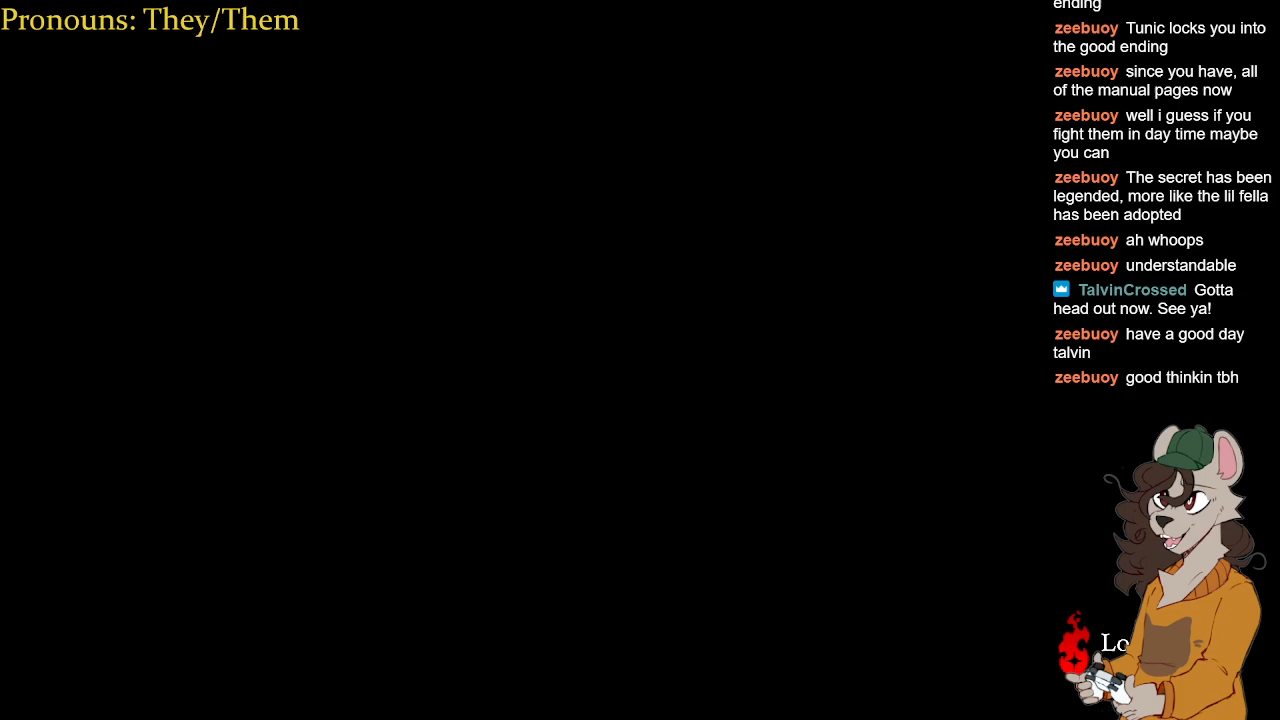 Pronouns: They/Them
ending
zeebuoy Tunic locks you into
the good ending
zeebuoy since you have, all
of the manual pages now
zeebuoy well i guess if you
fight them in day time maybe
you can
zeebuoy The secret has been
legended, more like the lil fella
has been adopted
zeebuoy ah whoops
zeebuoy understandable
TalvinCrossed Gotta
head out now. See ya!
zeebuoy have a good day
talvin
zeebuoy good thinkin tbh
Lo